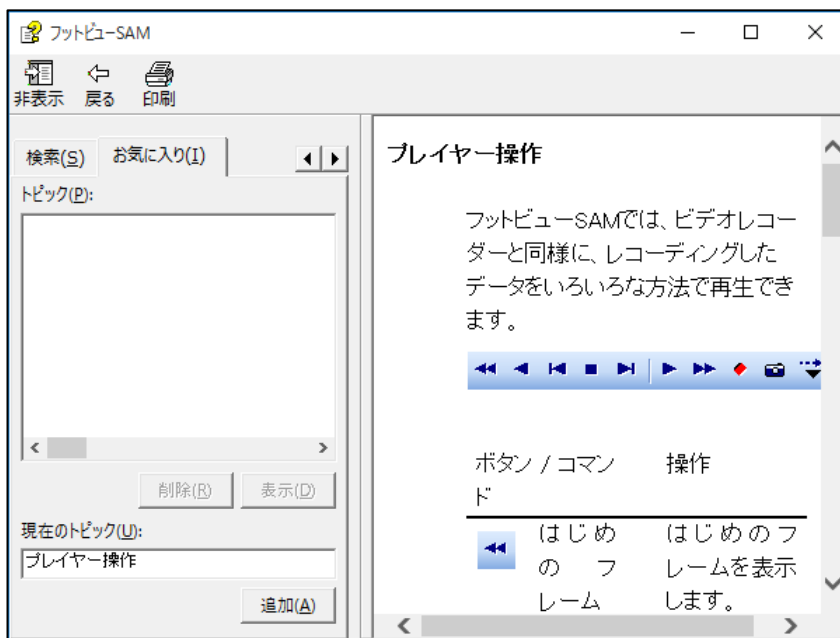 フットビューSAM
非表示 戻る 印刷
検索(S) お気に入り(I)
トピック(P):
削除(R) 表示(D)
現在のトピック(U):
プレイヤー操作
追加(A)
プレイヤー操作
フットビューSAMでは、ビデオレコー
ダーと同様に、レコーディングした
データをいろいろな方法で再生でき
ます。
ボタン / コマン
ド
操作
はじめ
の フ
レーム
はじめのフ
レームを表示
します。